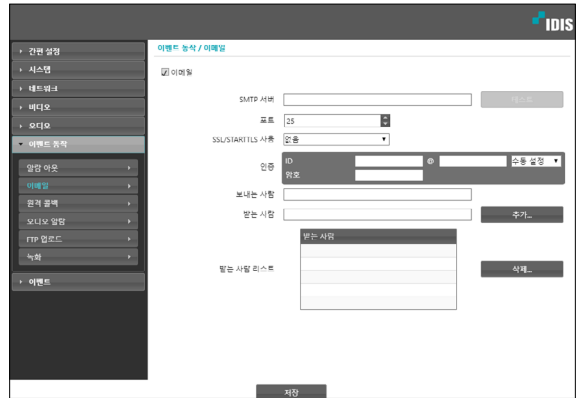 IDIS
간편 설정
시스템
네트워크
비디오
오디오
이벤트 동작
알람 아웃
이메일
원격 콜백
오디오 알람
FTP 업로드
녹화
이벤트
이벤트 동작 / 이메일
이메일
SMTP 서버
테스트
포트 25
SSL/STARTTLS 사용 없음
인증 ID @ 수동 설정
암호
보내는 사람
받는 사람 추가...
받는 사람
받는 사람 리스트 삭제...
저장